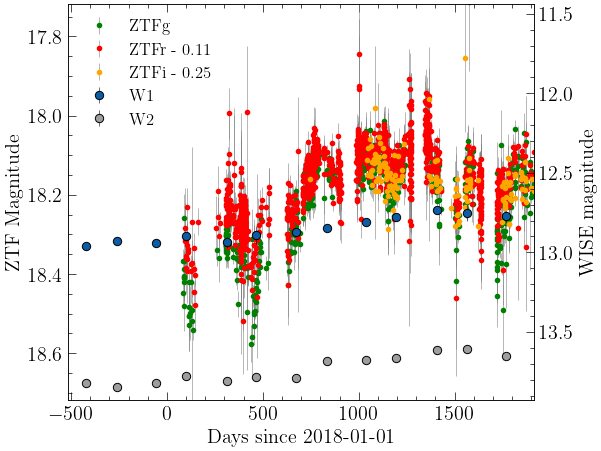 ZTFg
ZTFr - 0.11
ZTFi - 0.25
W1
W2
17.8
18.0
18.2
18.4
18.6
ZTF Magnitude
11.5
12.0
12.5
13.0
13.5
WISE magnitude
−500
0
500
1000
1500
Days since 2018-01-01